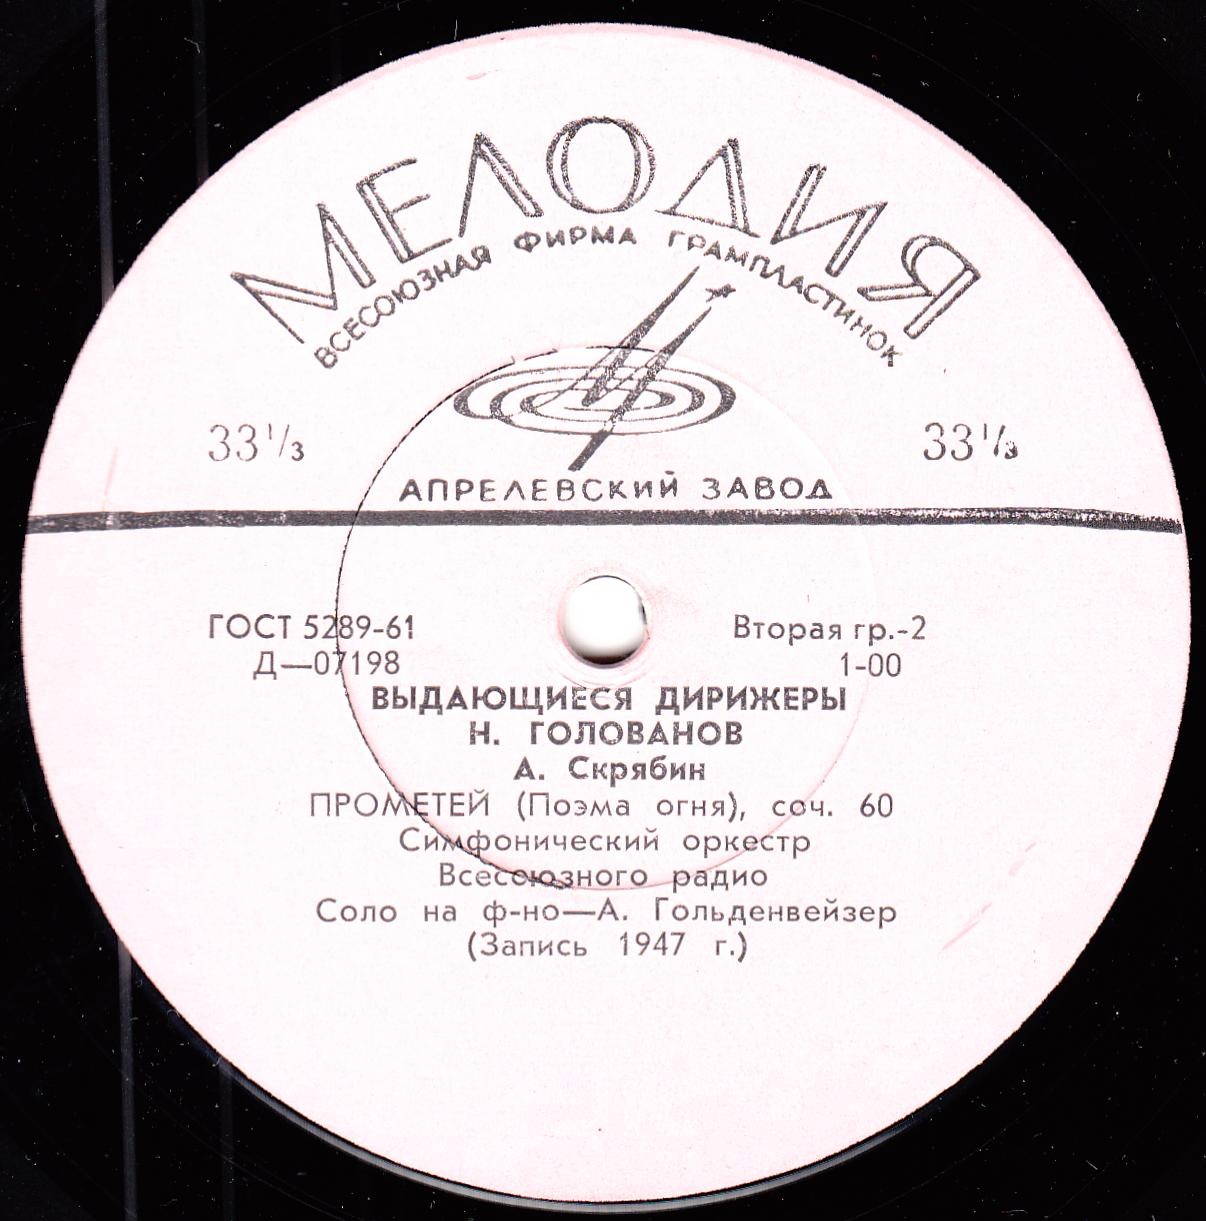 МЕЛОДИЯ
ВСЕСОЮЗНАЯ ФИРМА ГРАМПЛАСТИНОК
33⅓ 33⅓
АПРЕЛЕВСКИЙ ЗАВОД
ГОСТ 5289-61 Вторая гр.-2
Д—07198 1-00
ВЫДАЮЩИЕСЯ ДИРИЖЕРЫ
Н. ГОЛОВАНОВ
А. Скрябин
ПРОМЕТЕЙ (Поэма огня), соч. 60
Симфонический оркестр
Всесоюзного радио
Соло на ф-но—А. Гольденвейзер
(Запись 1947 г.)